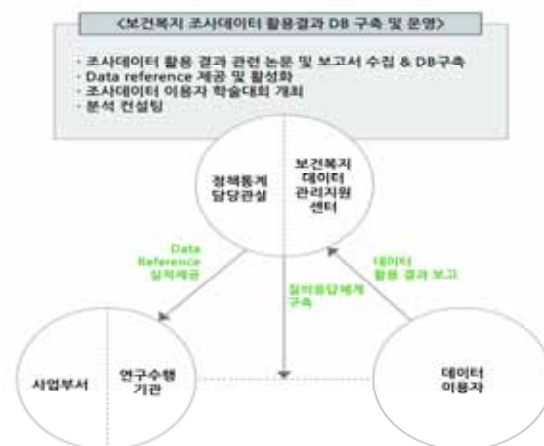 <보건복지 조사데이터 활용결과 DB 구축 및 운영>
· 조사데이터 활용 결과 관련 논문 및 보고서 수집 & DB구축
· Data reference 제공 및 활성화
· 조사데이터 이용자 학술대회 개최
· 분석 컨설팅
정책통계
담당관실
보건복지
데이터
관리지원
센터
Data
Reference
실적제공
질의응답체계
구축
데이터
활용 결과 보고
사업부서
연구수행
기관
데이터
이용자